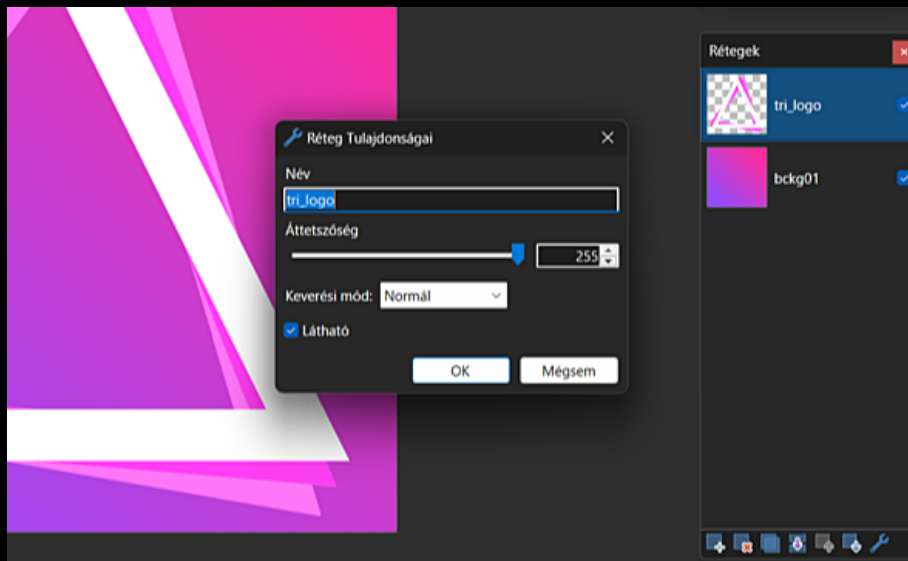 Rétegek
tri_logo
bckg01
Réteg Tulajdonságai
Név
tri_logo
Áttetszőség
255
Keverési mód: Normál
Látható
OK Mégsem